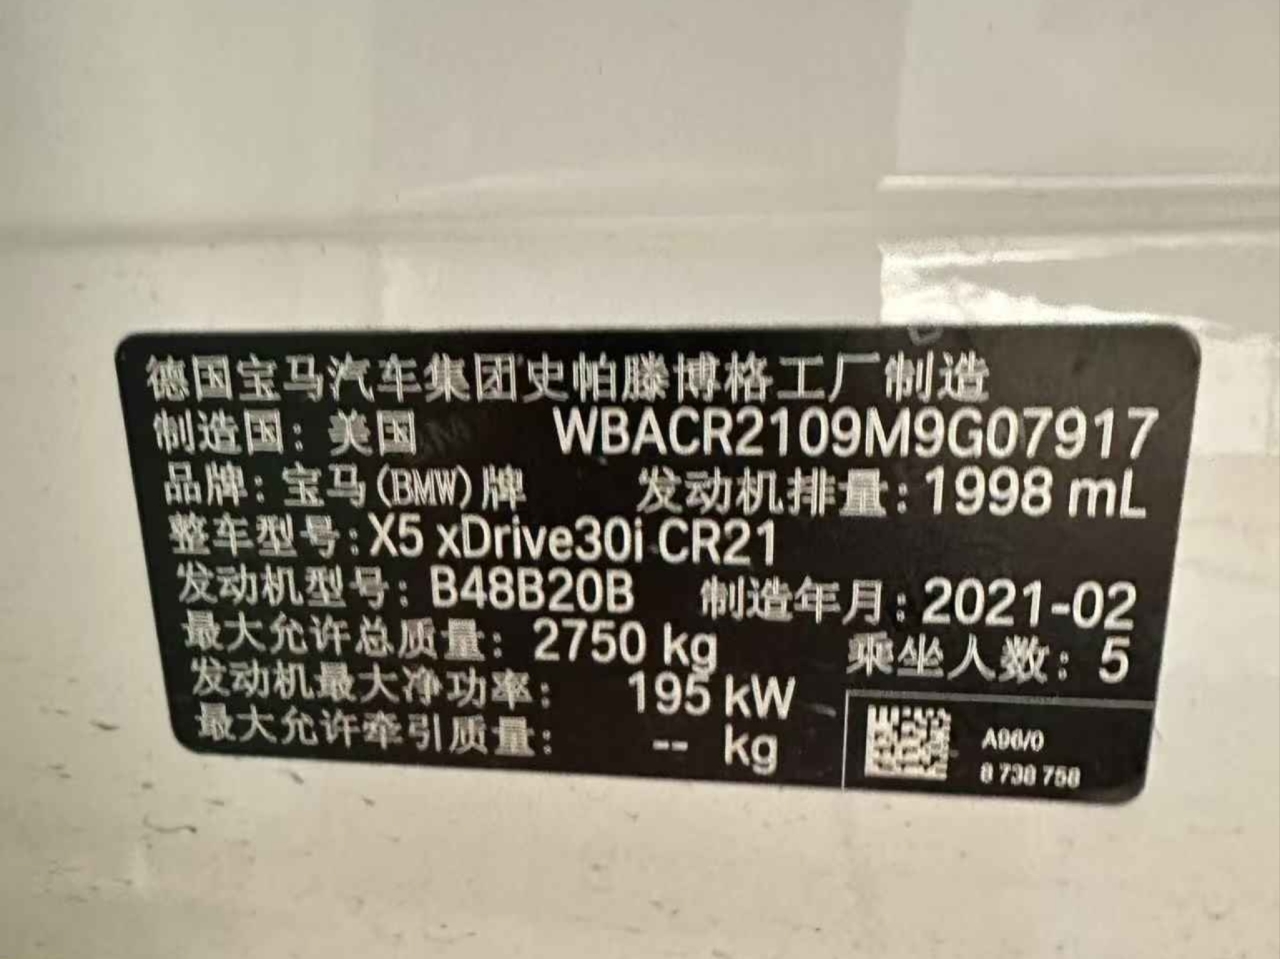 德国宝马汽车集团史帕滕博格工厂制造
制造国: 美国 WBACR2109M9G07917
品牌: 宝马(BMW)牌 发动机排量: 1998 mL
整车型号: X5 xDrive30i CR21
发动机型号: B48B20B 制造年月: 2021-02
最大允许总质量: 2750 kg 乘坐人数: 5
发动机最大净功率: 195 kW
最大允许牵引质量: -- kg
A96/0
8 738 758